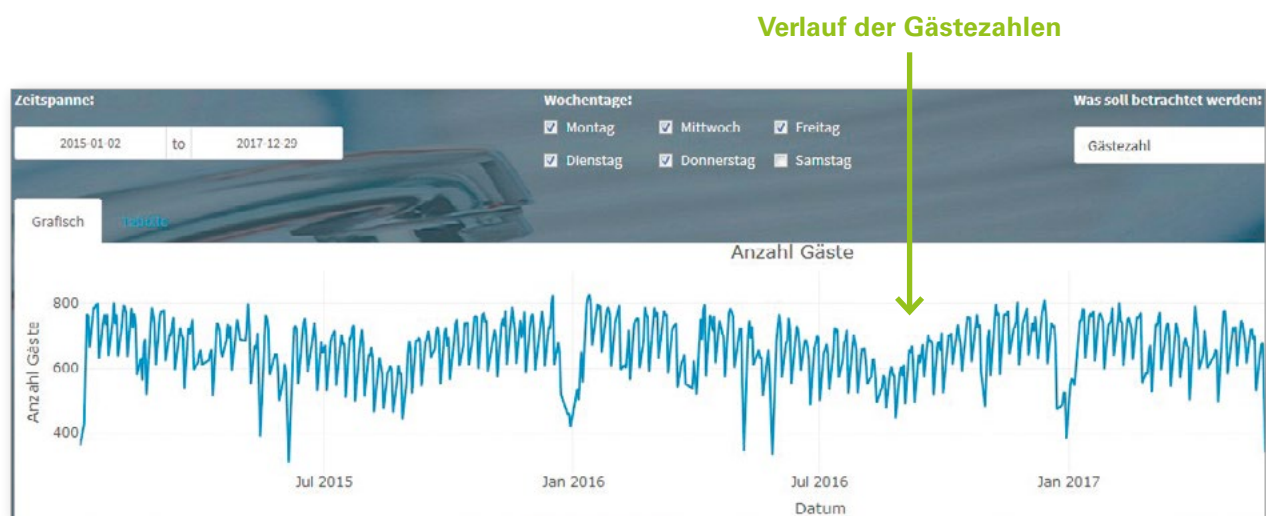 Verlauf der Gästezahlen
Zeitspanne:
Wochentage:
Was soll betrachtet werden:
Montag Mittwoch Freitag
2015-01-02 to 2017-12-29
Gästezahl
Dienstag Donnerstag Samstag
Grafisch
Anzahl Gäste
Anzahl Gäste
800
600
400
Jul 2015 Jan 2016 Jul 2016 Jan 2017
Datum